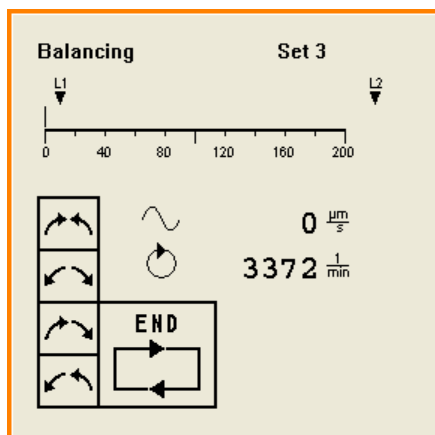 Balancing Set 3
L1 L2
0 40 80 120 160 200
0 µm/s
3372 1/min
END